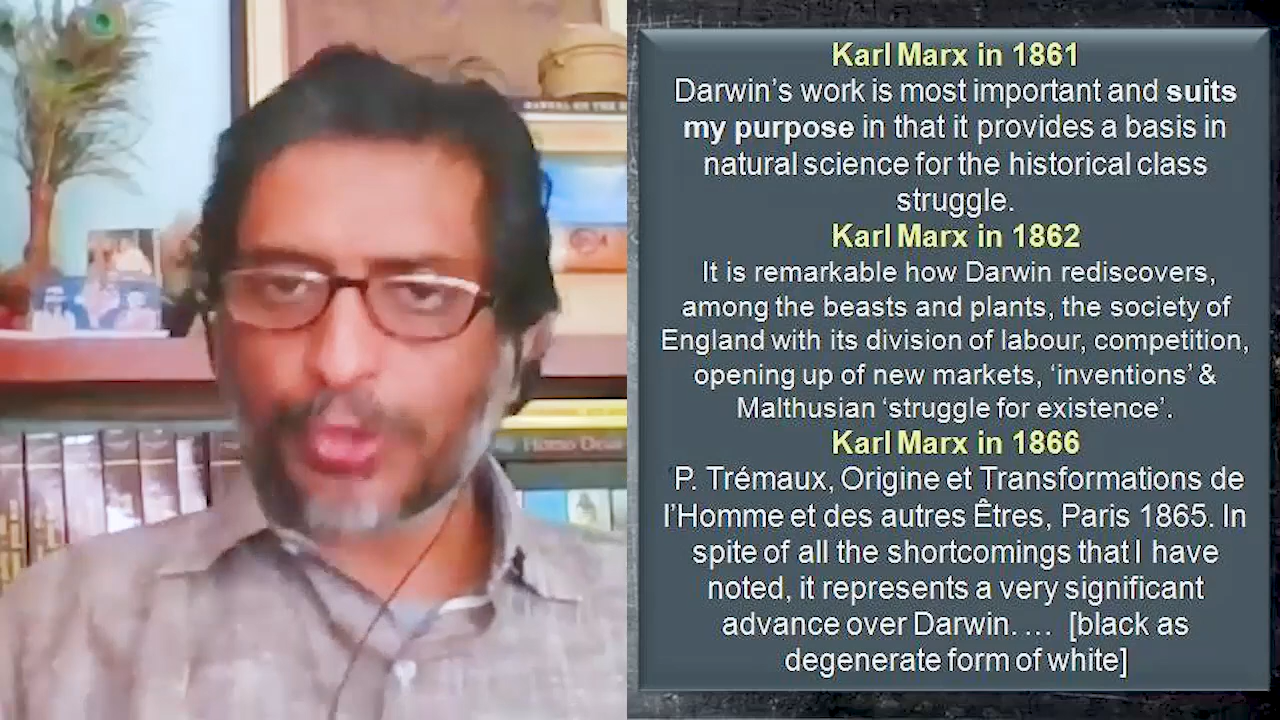 Karl Marx in 1861
Darwin's work is most important and suits
my purpose in that it provides a basis in
natural science for the historical class
struggle.
Karl Marx in 1862
It is remarkable how Darwin rediscovers,
among the beasts and plants, the society of
England with its division of labour, competition,
opening up of new markets, 'inventions' &
Malthusian 'struggle for existence'.
Karl Marx in 1866
P. Trémaux, Origine et Transformations de
l'Homme et des autres Êtres, Paris 1865. In
spite of all the shortcomings that I have
noted, it represents a very significant
advance over Darwin. … [black as
degenerate form of white]
Homo Deus